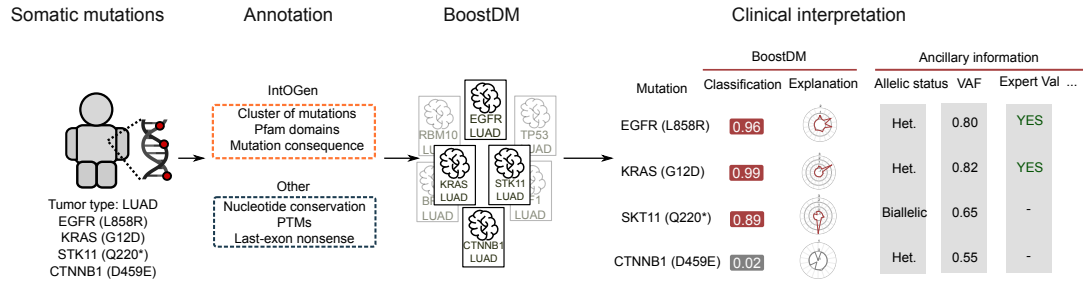 Somatic mutations
Annotation
BoostDM
Clinical interpretation
Tumor type: LUAD
EGFR (L858R)
KRAS (G12D)
STK11 (Q220*)
CTNNB1 (D459E)
IntOGen
Cluster of mutations
Pfam domains
Mutation consequence
Other
Nucleotide conservation
PTMs
Last-exon nonsense
EGFR
LUAD
RBM10
LUAD
TP53
LUAD
KRAS
LUAD
STK11
LUAD
LUAD
LUAD
CTNNB1
LUAD
BoostDM
Ancillary information
Mutation Classification Explanation Allelic status VAF Expert Val ...
EGFR (L858R) 0.96 Het. 0.80 YES
KRAS (G12D) 0.99 Het. 0.82 YES
SKT11 (Q220*) 0.89 Biallelic 0.65 -
CTNNB1 (D459E) 0.02 Het. 0.55 -